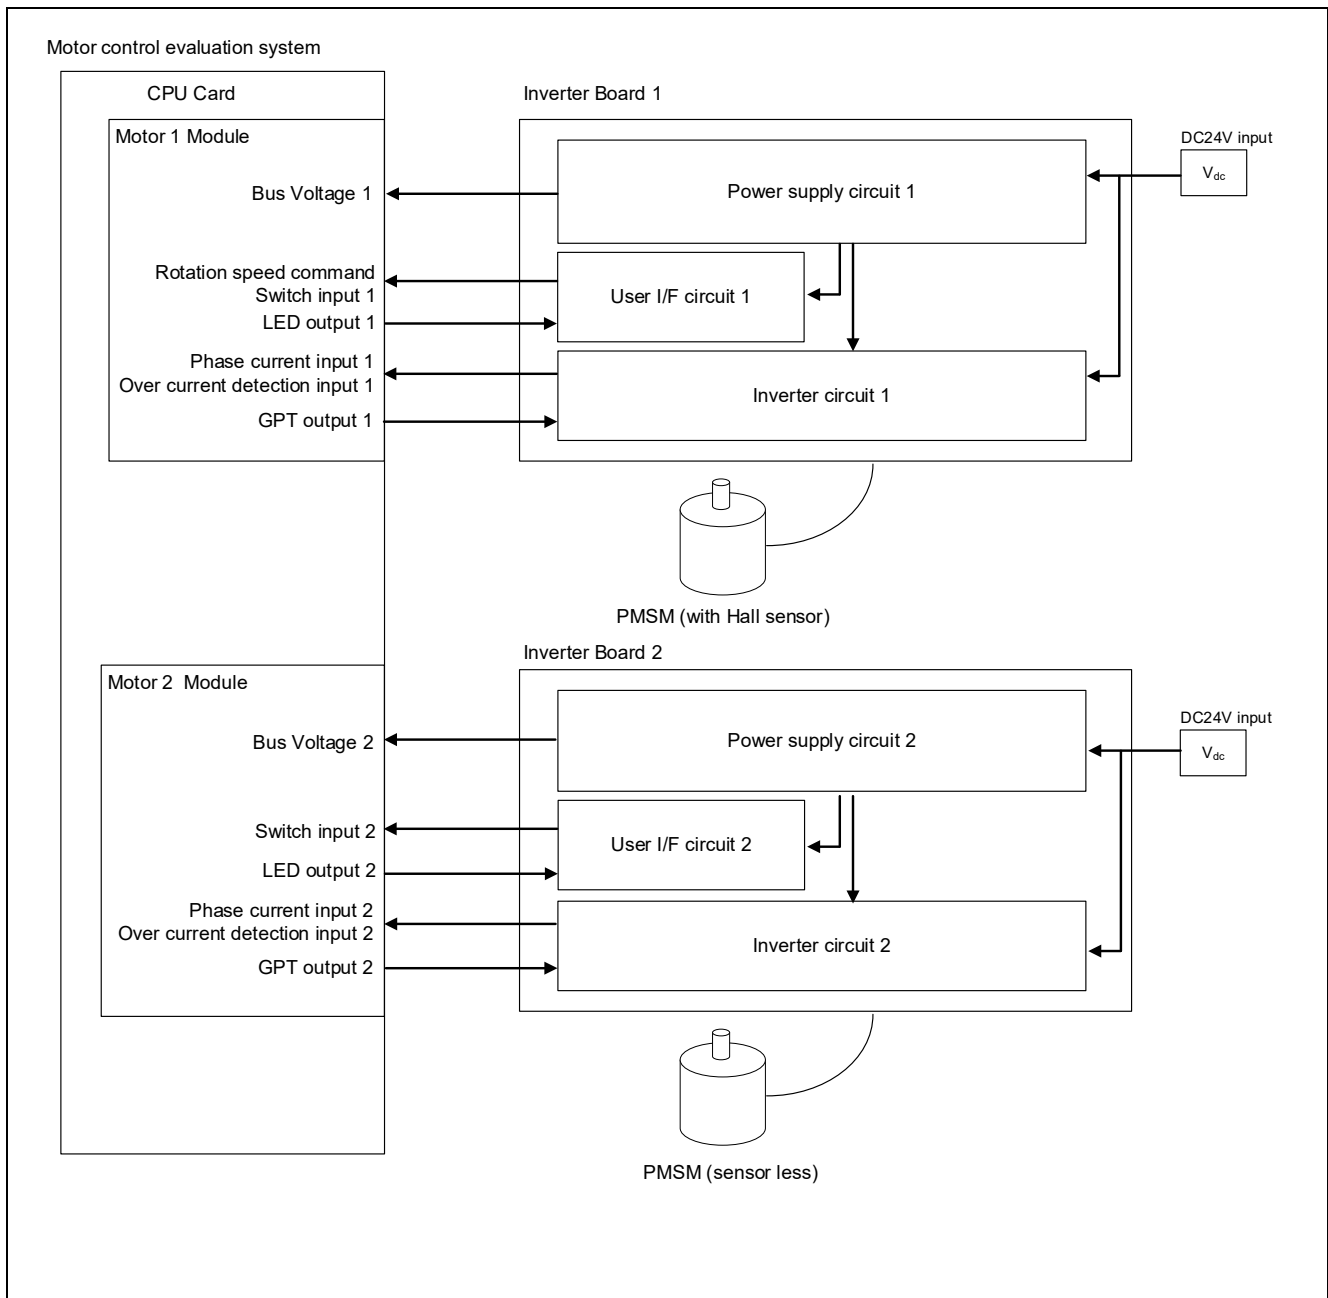 Motor control evaluation system
CPU Card
Inverter Board 1
Motor 1 Module
DC24V input
Vdc
Bus Voltage 1
Power supply circuit 1
Rotation speed command
Switch input 1
User I/F circuit 1
LED output 1
Phase current input 1
Over current detection input 1
Inverter circuit 1
GPT output 1
PMSM (with Hall sensor)
Inverter Board 2
Motor 2  Module
DC24V input
Vdc
Bus Voltage 2
Power supply circuit 2
Switch input 2
User I/F circuit 2
LED output 2
Phase current input 2
Over current detection input 2
Inverter circuit 2
GPT output 2
PMSM (sensor less)